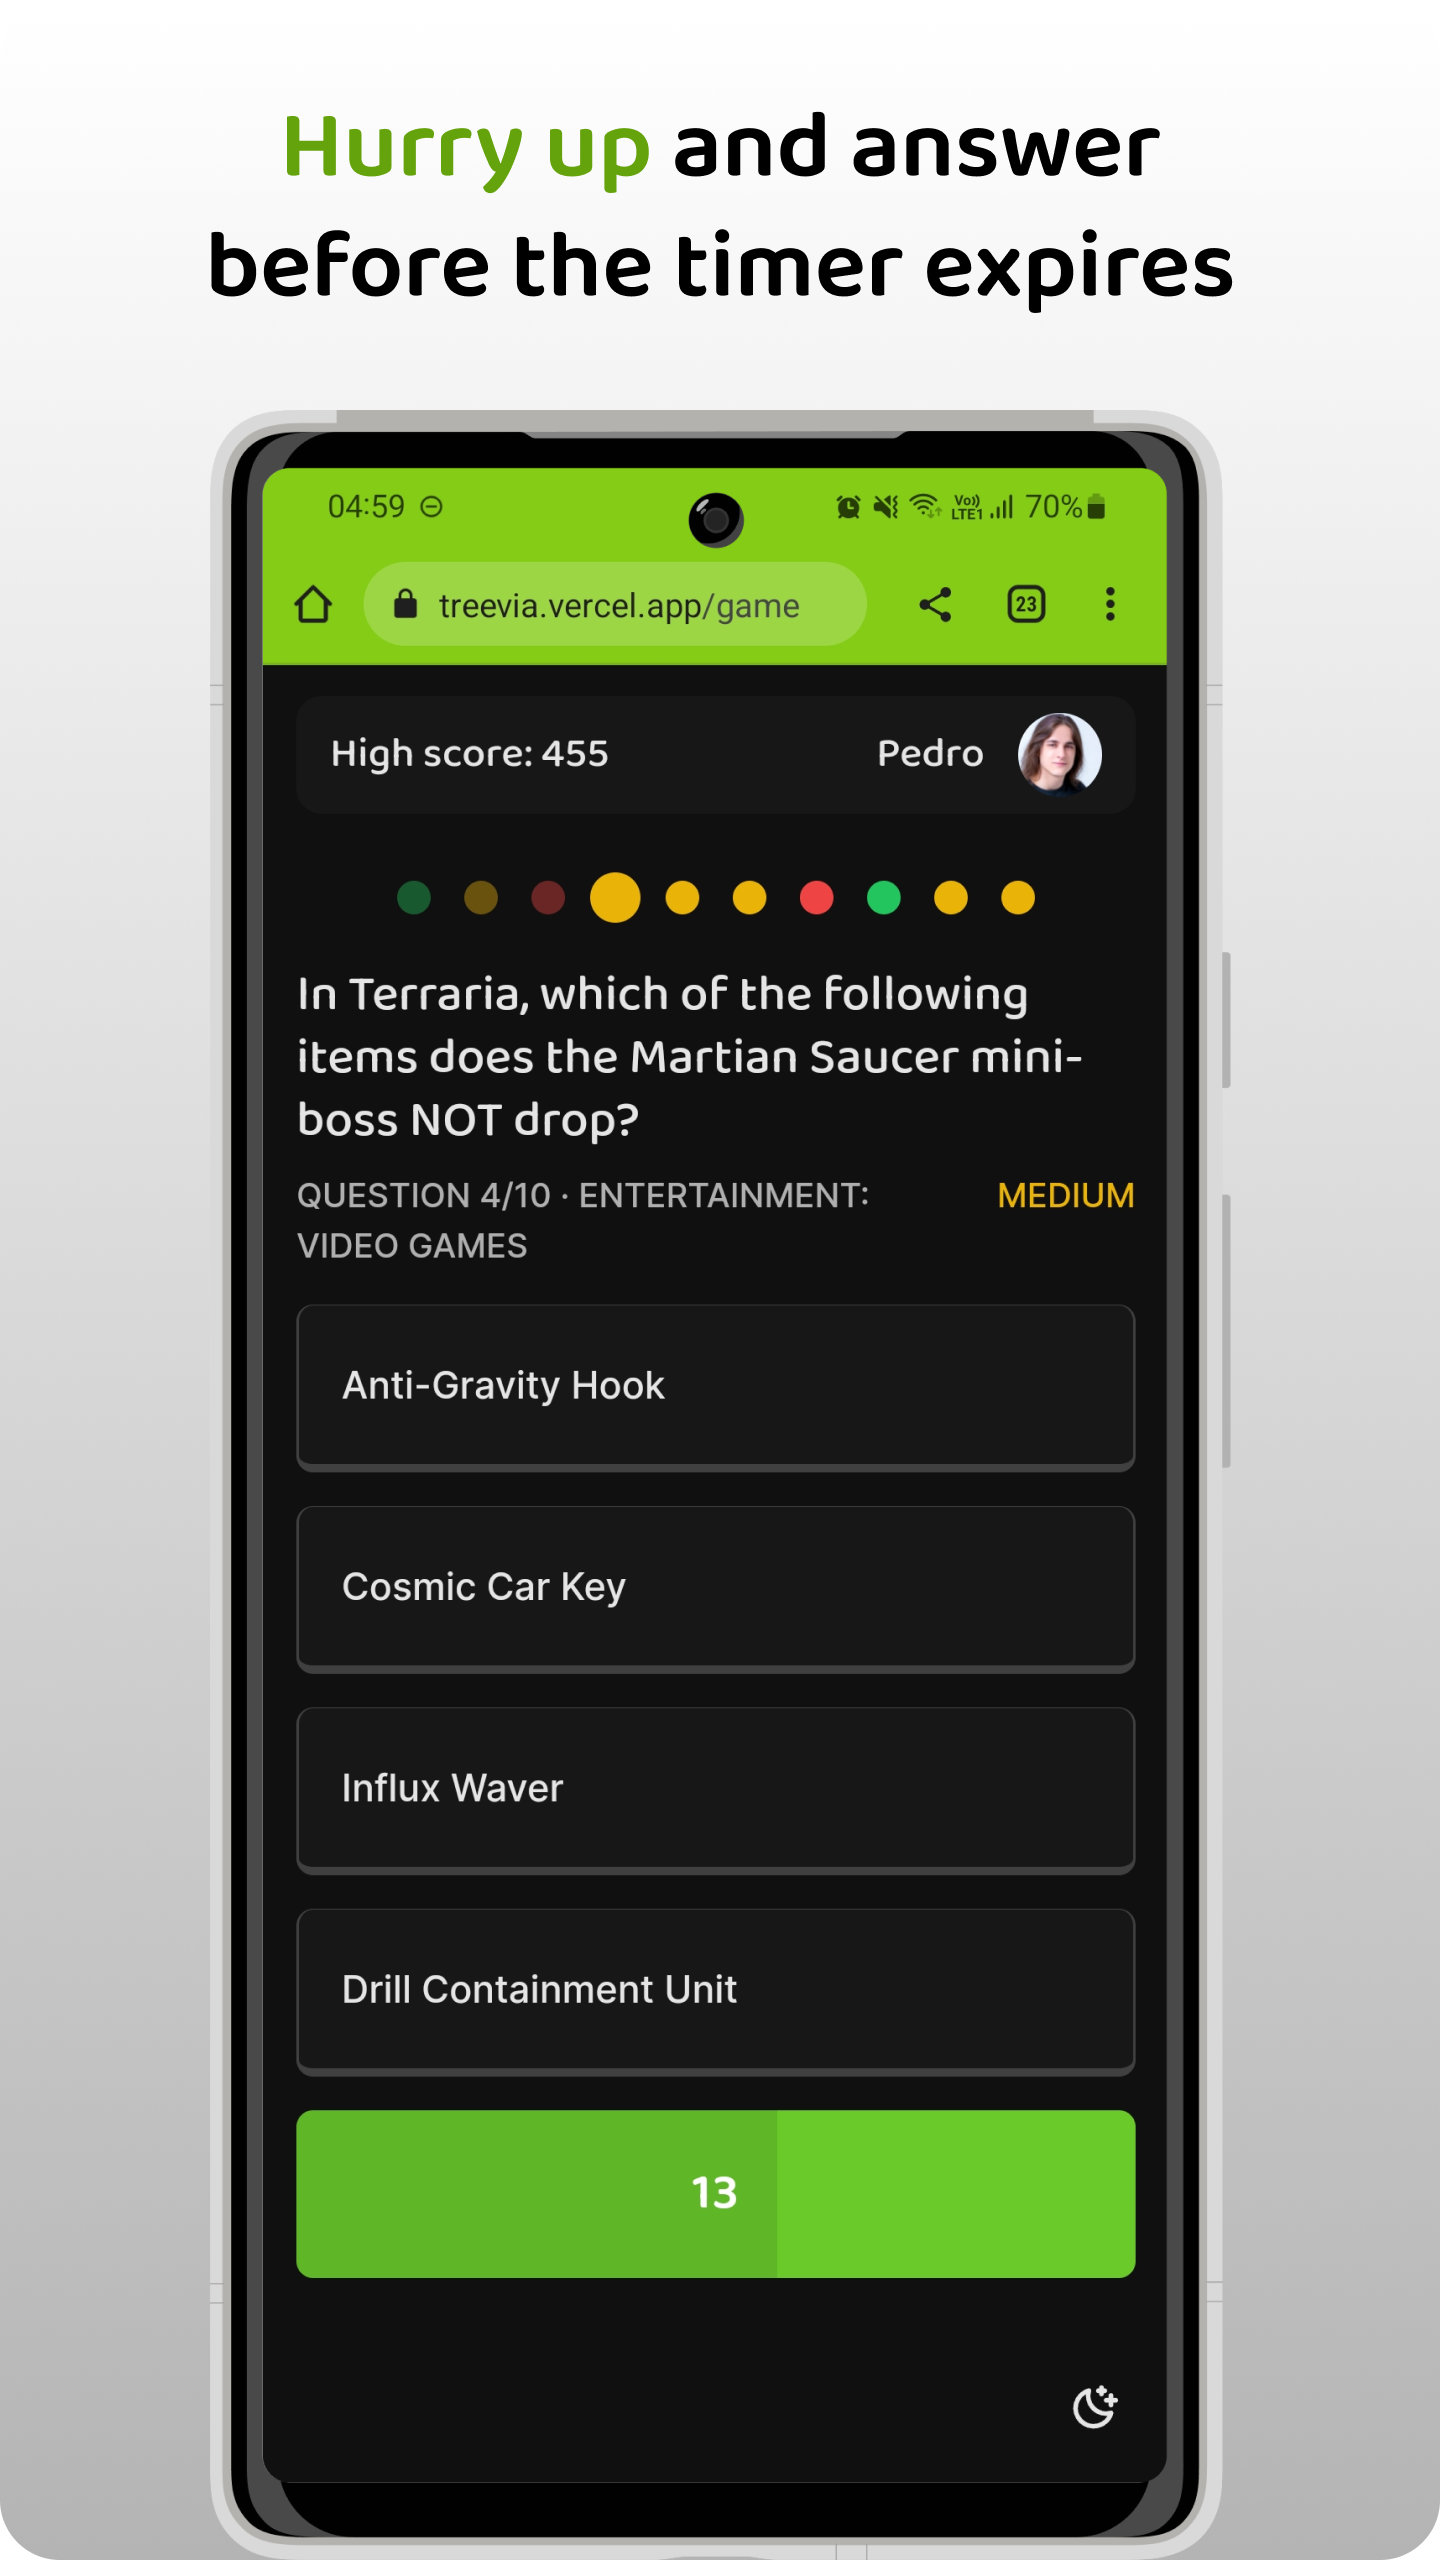 Hurry up and answer
before the timer expires
04:59
Vo))
LTE1
70%
treevia.vercel.app/game
23
High score: 455
Pedro
In Terraria, which of the following
items does the Martian Saucer mini-
boss NOT drop?
QUESTION 4/10 · ENTERTAINMENT:
VIDEO GAMES
MEDIUM
Anti-Gravity Hook
Cosmic Car Key
Influx Waver
Drill Containment Unit
13